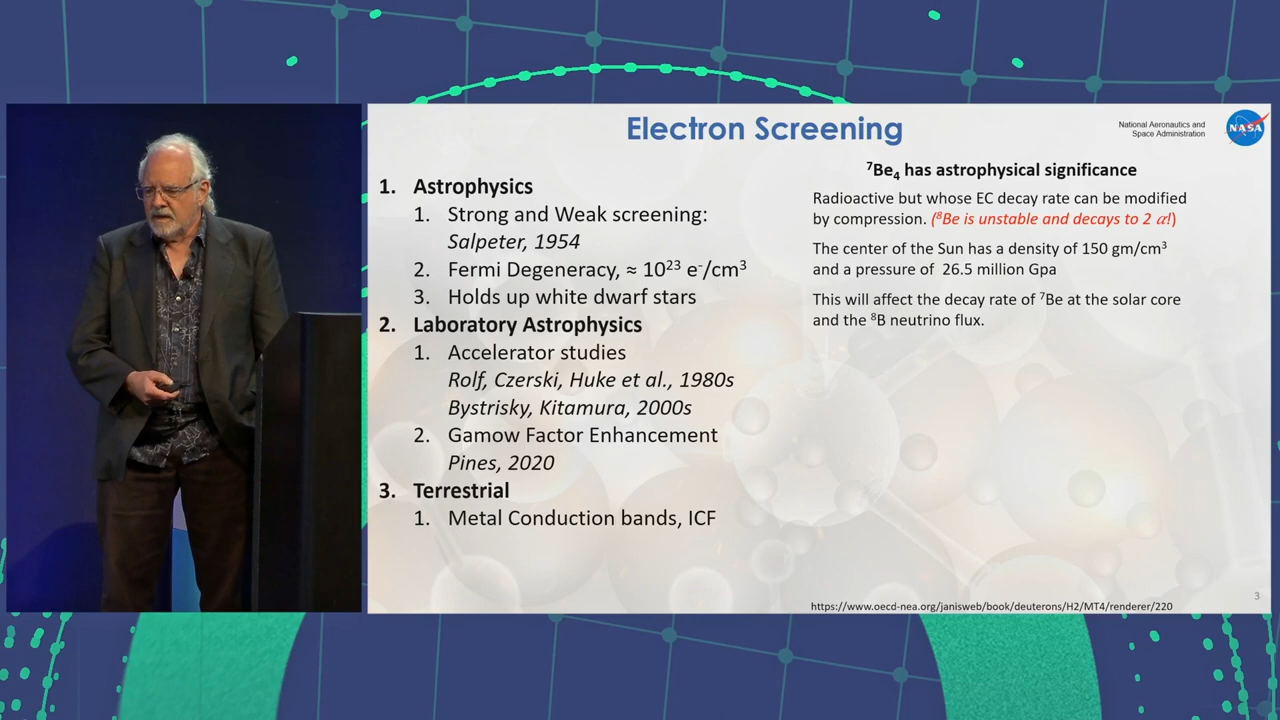 Electron Screening
National Aeronautics and
Space Administration
NASA
1. Astrophysics
1. Strong and Weak screening:
Salpeter, 1954
2. Fermi Degeneracy, ≈ 10²³ e⁻/cm³
3. Holds up white dwarf stars
2. Laboratory Astrophysics
1. Accelerator studies
Rolf, Czerski, Huke et al., 1980s
Bystrisky, Kitamura, 2000s
2. Gamow Factor Enhancement
Pines, 2020
3. Terrestrial
1. Metal Conduction bands, ICF
⁷Be₄ has astrophysical significance
Radioactive but whose EC decay rate can be modified
by compression. (⁸Be is unstable and decays to 2 α!)
The center of the Sun has a density of 150 gm/cm³
and a pressure of 26.5 million Gpa
This will affect the decay rate of ⁷Be at the solar core
and the ⁸B neutrino flux.
3
https://www.oecd-nea.org/janisweb/book/deuterons/H2/MT4/renderer/220